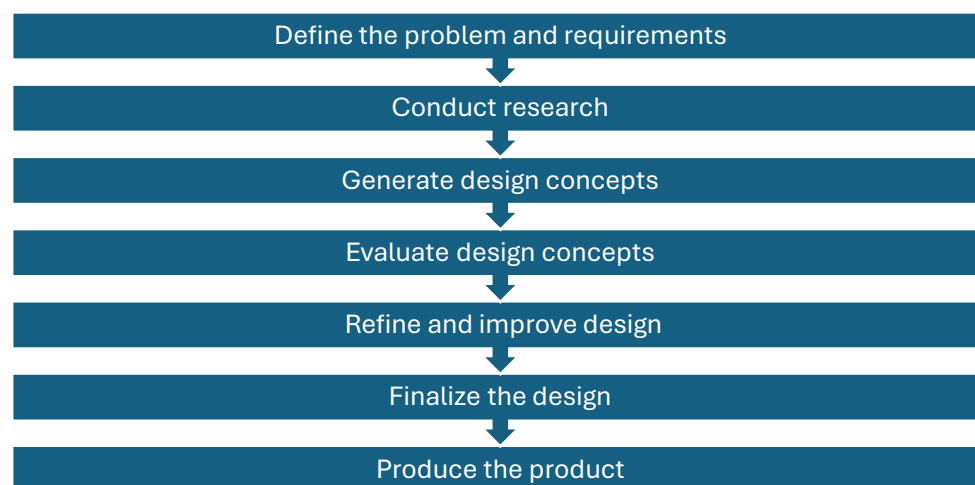 Define the problem and requirements
Conduct research
Generate design concepts
Evaluate design concepts
Refine and improve design
Finalize the design
Produce the product